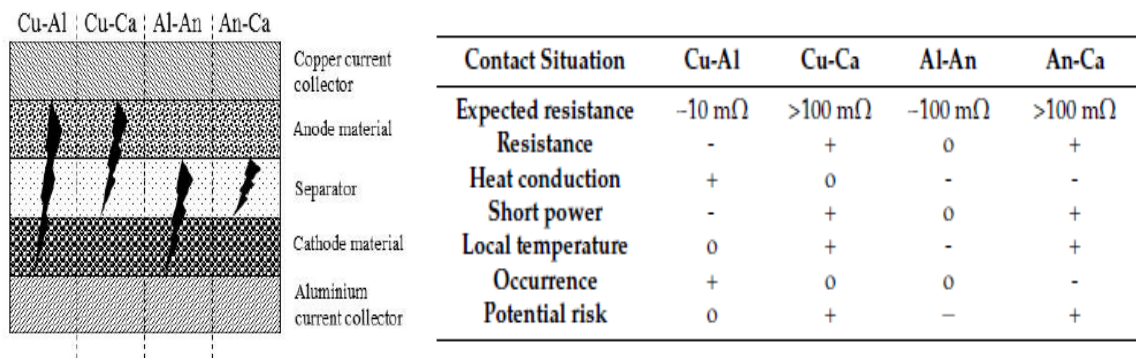 Cu-Al Cu-Ca Al-An An-Ca
Copper current
collector
Anode material
Separator
Cathode material
Aluminium
current collector
Contact Situation Cu-Al Cu-Ca Al-An An-Ca
Expected resistance ~10 mΩ >100 mΩ ~100 mΩ >100 mΩ
Resistance - + o +
Heat conduction + o - -
Short power - + o +
Local temperature o + - +
Occurrence + o o -
Potential risk o + – +